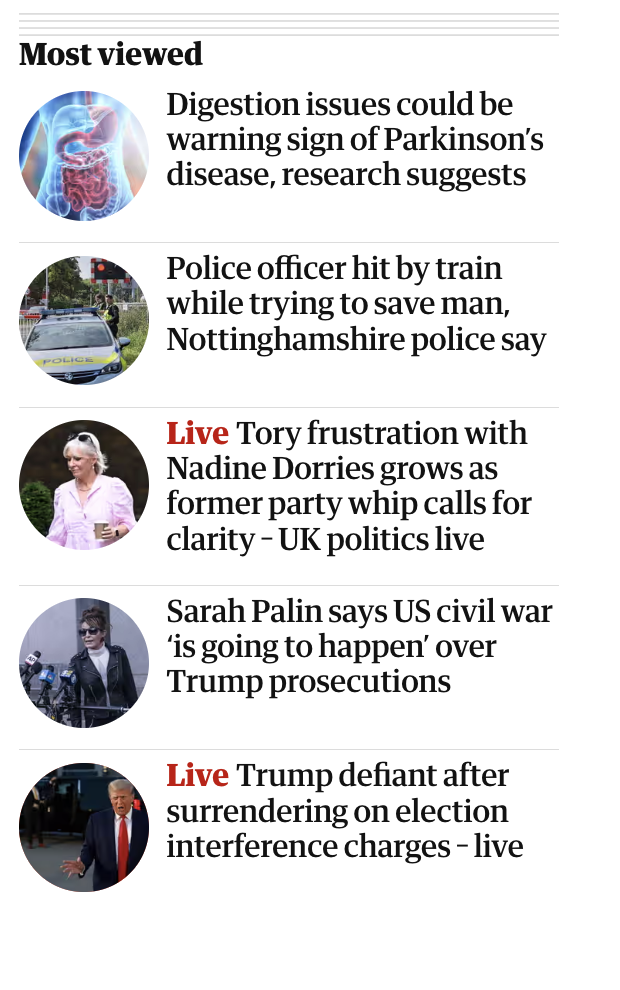 Most viewed
Digestion issues could be
warning sign of Parkinson's
disease, research suggests
Police officer hit by train
while trying to save man,
Nottinghamshire police say
POLICE
Live Tory frustration with
Nadine Dorries grows as
former party whip calls for
clarity – UK politics live
Sarah Palin says US civil war
‘is going to happen’ over
Trump prosecutions
Live Trump defiant after
surrendering on election
interference charges – live